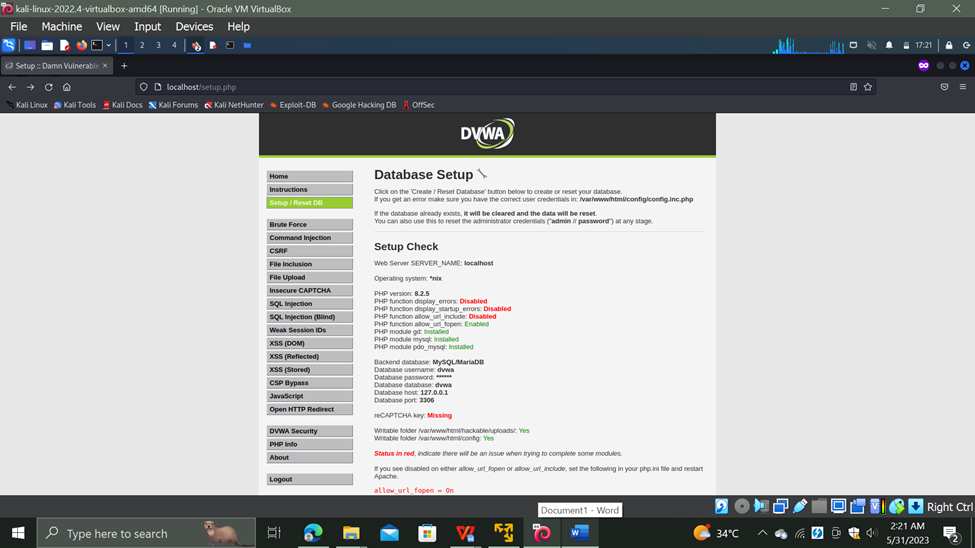 kali-linux-2022.4-virtualbox-amd64 [Running] - Oracle VM VirtualBox
File Machine View Input Devices Help
1 2 3 4 17:21
Setup :: Damn Vulnerable
localhost/setup.php
Kali Linux Kali Tools Kali Docs Kali Forums Kali NetHunter Exploit-DB Google Hacking DB OffSec
DVWA
Home
Instructions
Setup / Reset DB
Brute Force
Command Injection
CSRF
File Inclusion
File Upload
Insecure CAPTCHA
SQL Injection
SQL Injection (Blind)
Weak Session IDs
XSS (DOM)
XSS (Reflected)
XSS (Stored)
CSP Bypass
JavaScript
Open HTTP Redirect
DVWA Security
PHP Info
About
Logout
Database Setup
Click on the 'Create / Reset Database' button below to create or reset your database.
If you get an error make sure you have the correct user credentials in: /var/www/html/config/config.inc.php
If the database already exists, it will be cleared and the data will be reset.
You can also use this to reset the administrator credentials ("admin // password") at any stage.
Setup Check
Web Server SERVER_NAME: localhost
Operating system: *nix
PHP version: 8.2.5
PHP function display_errors: Disabled
PHP function display_startup_errors: Disabled
PHP function allow_url_include: Disabled
PHP function allow_url_fopen: Enabled
PHP module gd: Installed
PHP module mysql: Installed
PHP module pdo_mysql: Installed
Backend database: MySQL/MariaDB
Database username: dvwa
Database password: ******
Database database: dvwa
Database host: 127.0.0.1
Database port: 3306
reCAPTCHA key: Missing
Writable folder /var/www/html/hackable/uploads/: Yes
Writable folder /var/www/html/config: Yes
Status in red, indicate there will be an issue when trying to complete some modules.
If you see disabled on either allow_url_fopen or allow_url_include, set the following in your php.ini file and restart
Apache.
allow_url_fopen = On
Document1 - Word
Right Ctrl
Type here to search
34°C
2:21 AM
5/31/2023
2